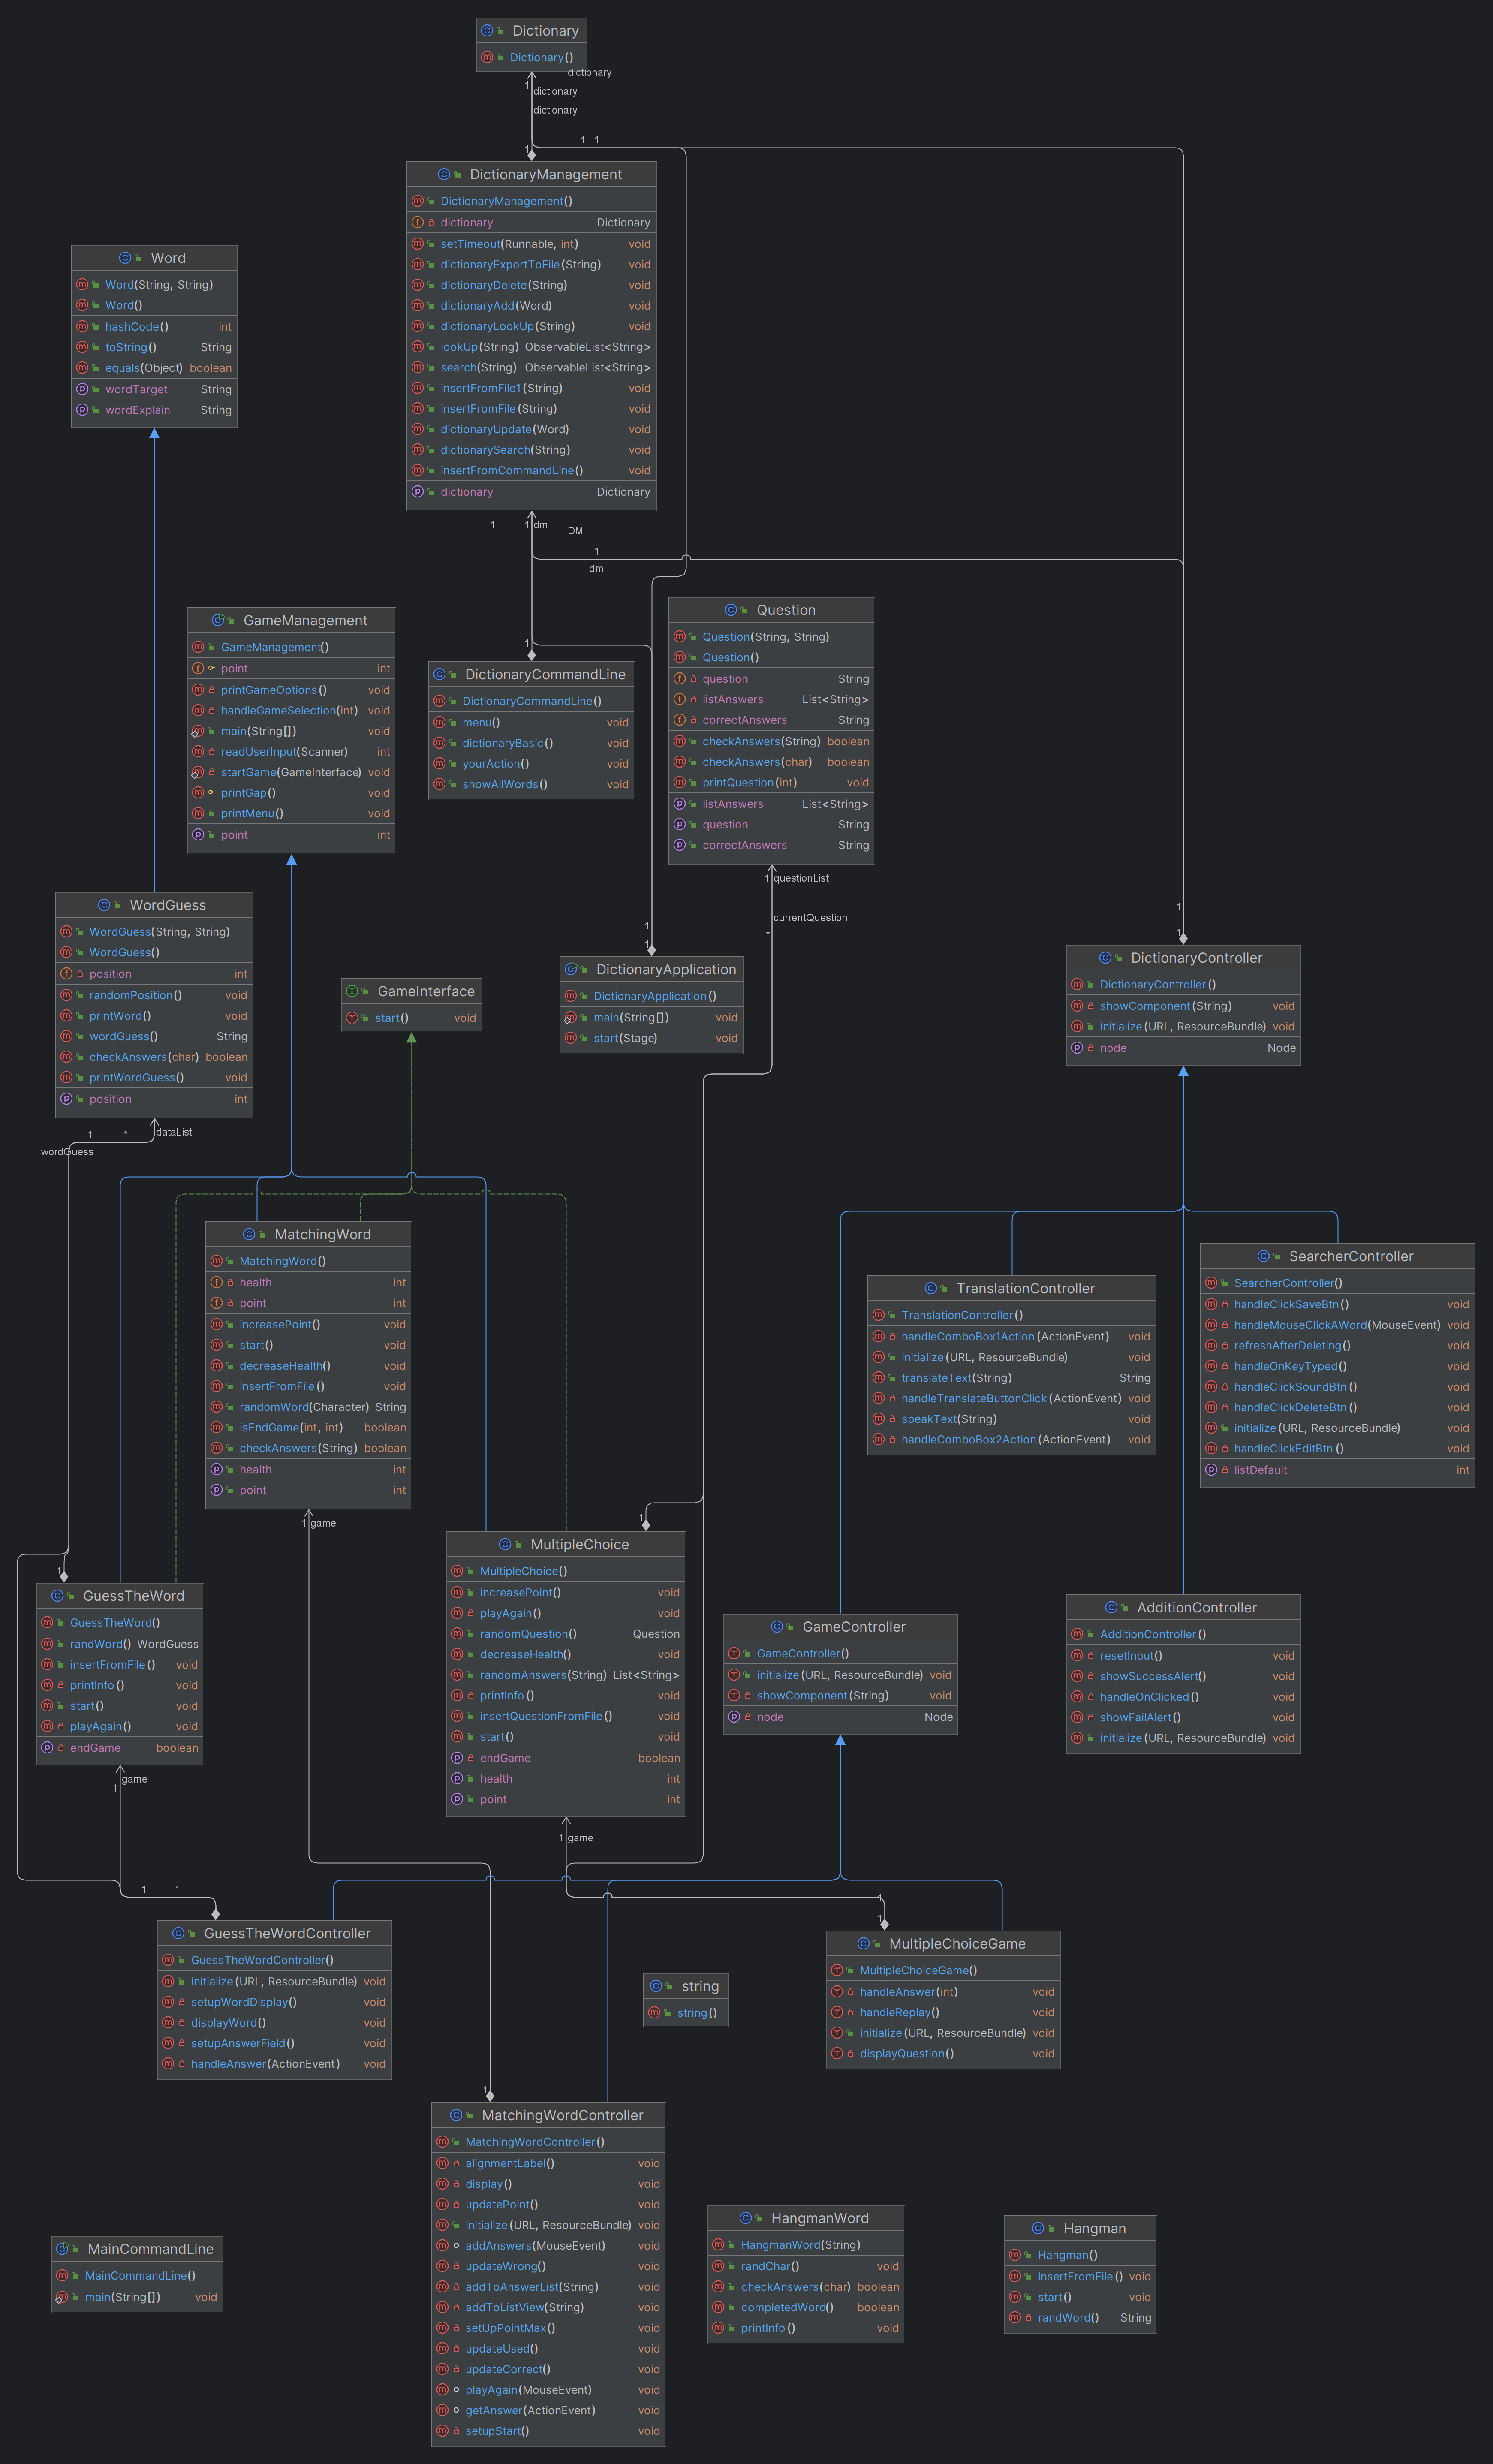 Dictionary
Dictionary()
dictionary
1
dictionary
dictionary
1 1
1
DictionaryManagement
DictionaryManagement()
dictionary Dictionary
setTimeout(Runnable, int) void
dictionaryExportToFile(String) void
dictionaryDelete(String) void
dictionaryAdd(Word) void
dictionaryLookUp(String) void
lookUp(String) ObservableList<String>
search(String) ObservableList<String>
insertFromFile1(String) void
insertFromFile(String) void
dictionaryUpdate(Word) void
dictionarySearch(String) void
insertFromCommandLine() void
dictionary Dictionary
1 1 dm
DM
1
dm
Word
Word(String, String)
Word()
hashCode() int
toString() String
equals(Object) boolean
wordTarget String
wordExplain String
GameManagement
GameManagement()
point int
printGameOptions() void
handleGameSelection(int) void
main(String[]) void
readUserInput(Scanner) int
startGame(GameInterface) void
printGap() void
printMenu() void
point int
1
DictionaryCommandLine
DictionaryCommandLine()
menu() void
dictionaryBasic() void
yourAction() void
showAllWords() void
Question
Question(String, String)
Question()
question String
listAnswers List<String>
correctAnswers String
checkAnswers(String) boolean
checkAnswers(char) boolean
printQuestion(int) void
listAnswers List<String>
question String
correctAnswers String
1 questionList
currentQuestion
*
WordGuess
WordGuess(String, String)
WordGuess()
position int
randomPosition() void
printWord() void
wordGuess() String
checkAnswers(char) boolean
printWordGuess() void
position int
1 * dataList
wordGuess
GameInterface
start() void
1
1
DictionaryApplication
DictionaryApplication()
main(String[]) void
start(Stage) void
1
1
DictionaryController
DictionaryController()
showComponent(String) void
initialize(URL, ResourceBundle) void
node Node
MatchingWord
MatchingWord()
health int
point int
increasePoint() void
start() void
decreaseHealth() void
insertFromFile() void
randomWord(Character) String
isEndGame(int, int) boolean
checkAnswers(String) boolean
health int
point int
1 game
TranslationController
TranslationController()
handleComboBox1Action(ActionEvent) void
initialize(URL, ResourceBundle) void
translateText(String) String
handleTranslateButtonClick(ActionEvent) void
speakText(String) void
handleComboBox2Action(ActionEvent) void
SearcherController
SearcherController()
handleClickSaveBtn() void
handleMouseClickAWord(MouseEvent) void
refreshAfterDeleting() void
handleOnKeyTyped() void
handleClickSoundBtn() void
handleClickDeleteBtn() void
initialize(URL, ResourceBundle) void
handleClickEditBtn() void
listDefault int
1
MultipleChoice
MultipleChoice()
increasePoint() void
playAgain() void
randomQuestion() Question
decreaseHealth() void
randomAnswers(String) List<String>
printInfo() void
insertQuestionFromFile() void
start() void
endGame boolean
health int
point int
1 game
1
GuessTheWord
GuessTheWord()
randWord() WordGuess
insertFromFile() void
printInfo() void
start() void
playAgain() void
endGame boolean
game
1
GameController
GameController()
initialize(URL, ResourceBundle) void
showComponent(String) void
node Node
AdditionController
AdditionController()
resetInput() void
showSuccessAlert() void
handleOnClicked() void
showFailAlert() void
initialize(URL, ResourceBundle) void
1 1
GuessTheWordController
GuessTheWordController()
initialize(URL, ResourceBundle) void
setupWordDisplay() void
displayWord() void
setupAnswerField() void
handleAnswer(ActionEvent) void
string
string()
1
1
MultipleChoiceGame
MultipleChoiceGame()
handleAnswer(int) void
handleReplay() void
initialize(URL, ResourceBundle) void
displayQuestion() void
1
MatchingWordController
MatchingWordController()
alignmentLabel() void
display() void
updatePoint() void
initialize(URL, ResourceBundle) void
addAnswers(MouseEvent) void
updateWrong() void
addToAnswerList(String) void
addToListView(String) void
setUpPointMax() void
updateUsed() void
updateCorrect() void
playAgain(MouseEvent) void
getAnswer(ActionEvent) void
setupStart() void
MainCommandLine
MainCommandLine()
main(String[]) void
HangmanWord
HangmanWord(String)
randChar() void
checkAnswers(char) boolean
completedWord() boolean
printInfo() void
Hangman
Hangman()
insertFromFile() void
start() void
randWord() String